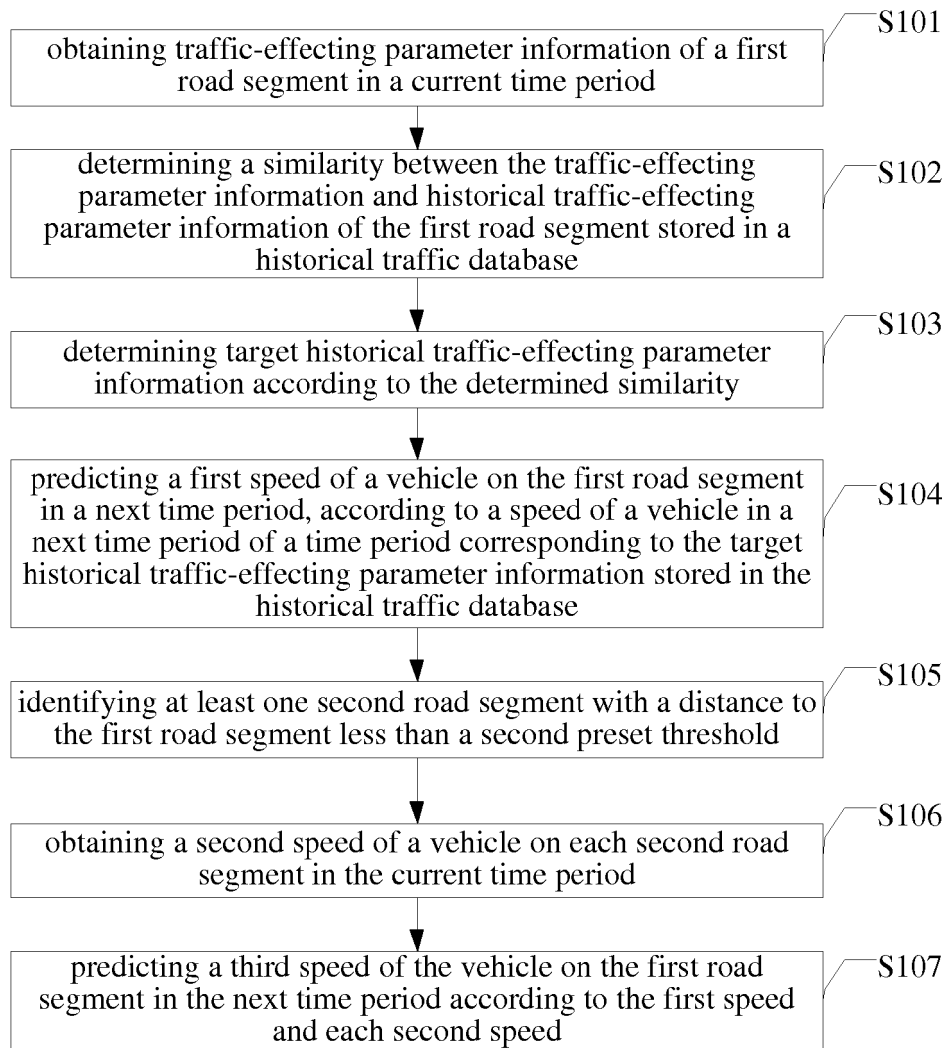 S101
obtaining traffic-effecting parameter information of a first
road segment in a current time period
S102
determining a similarity between the traffic-effecting
parameter information and historical traffic-effecting
parameter information of the first road segment stored in a
historical traffic database
S103
determining target historical traffic-effecting parameter
information according to the determined similarity
S104
predicting a first speed of a vehicle on the first road segment
in a next time period, according to a speed of a vehicle in a
next time period of a time period corresponding to the target
historical traffic-effecting parameter information stored in the
historical traffic database
S105
identifying at least one second road segment with a distance to
the first road segment less than a second preset threshold
S106
obtaining a second speed of a vehicle on each second road
segment in the current time period
S107
predicting a third speed of the vehicle on the first road
segment in the next time period according to the first speed
and each second speed